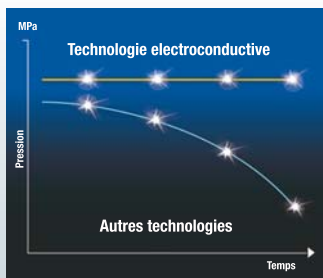 MPa
Technologie electroconductive
Pression
Autres technologies
Temps